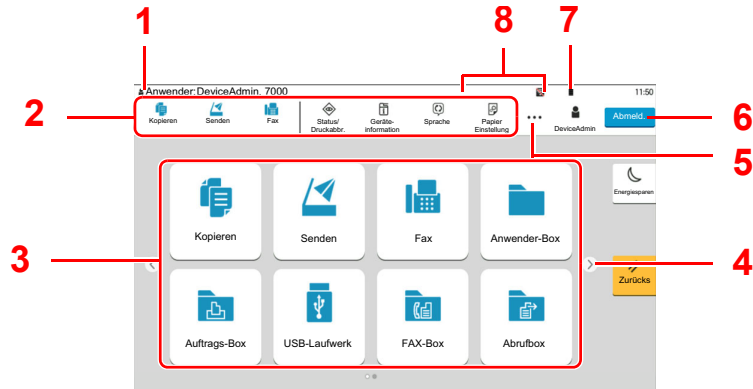 1
8
7
Anwender:DeviceAdmin. 7000
11:50
2
Kopieren
Senden
Fax
Status/
Druckabbr.
Geräte-
information
Sprache
Papier
Einstellung
DeviceAdmin
Abmeld.
6
5
Energiesparen
Kopieren
Senden
Fax
Anwender-Box
3
4
Zurücks
Auftrags-Box
USB-Laufwerk
FAX-Box
Abrufbox